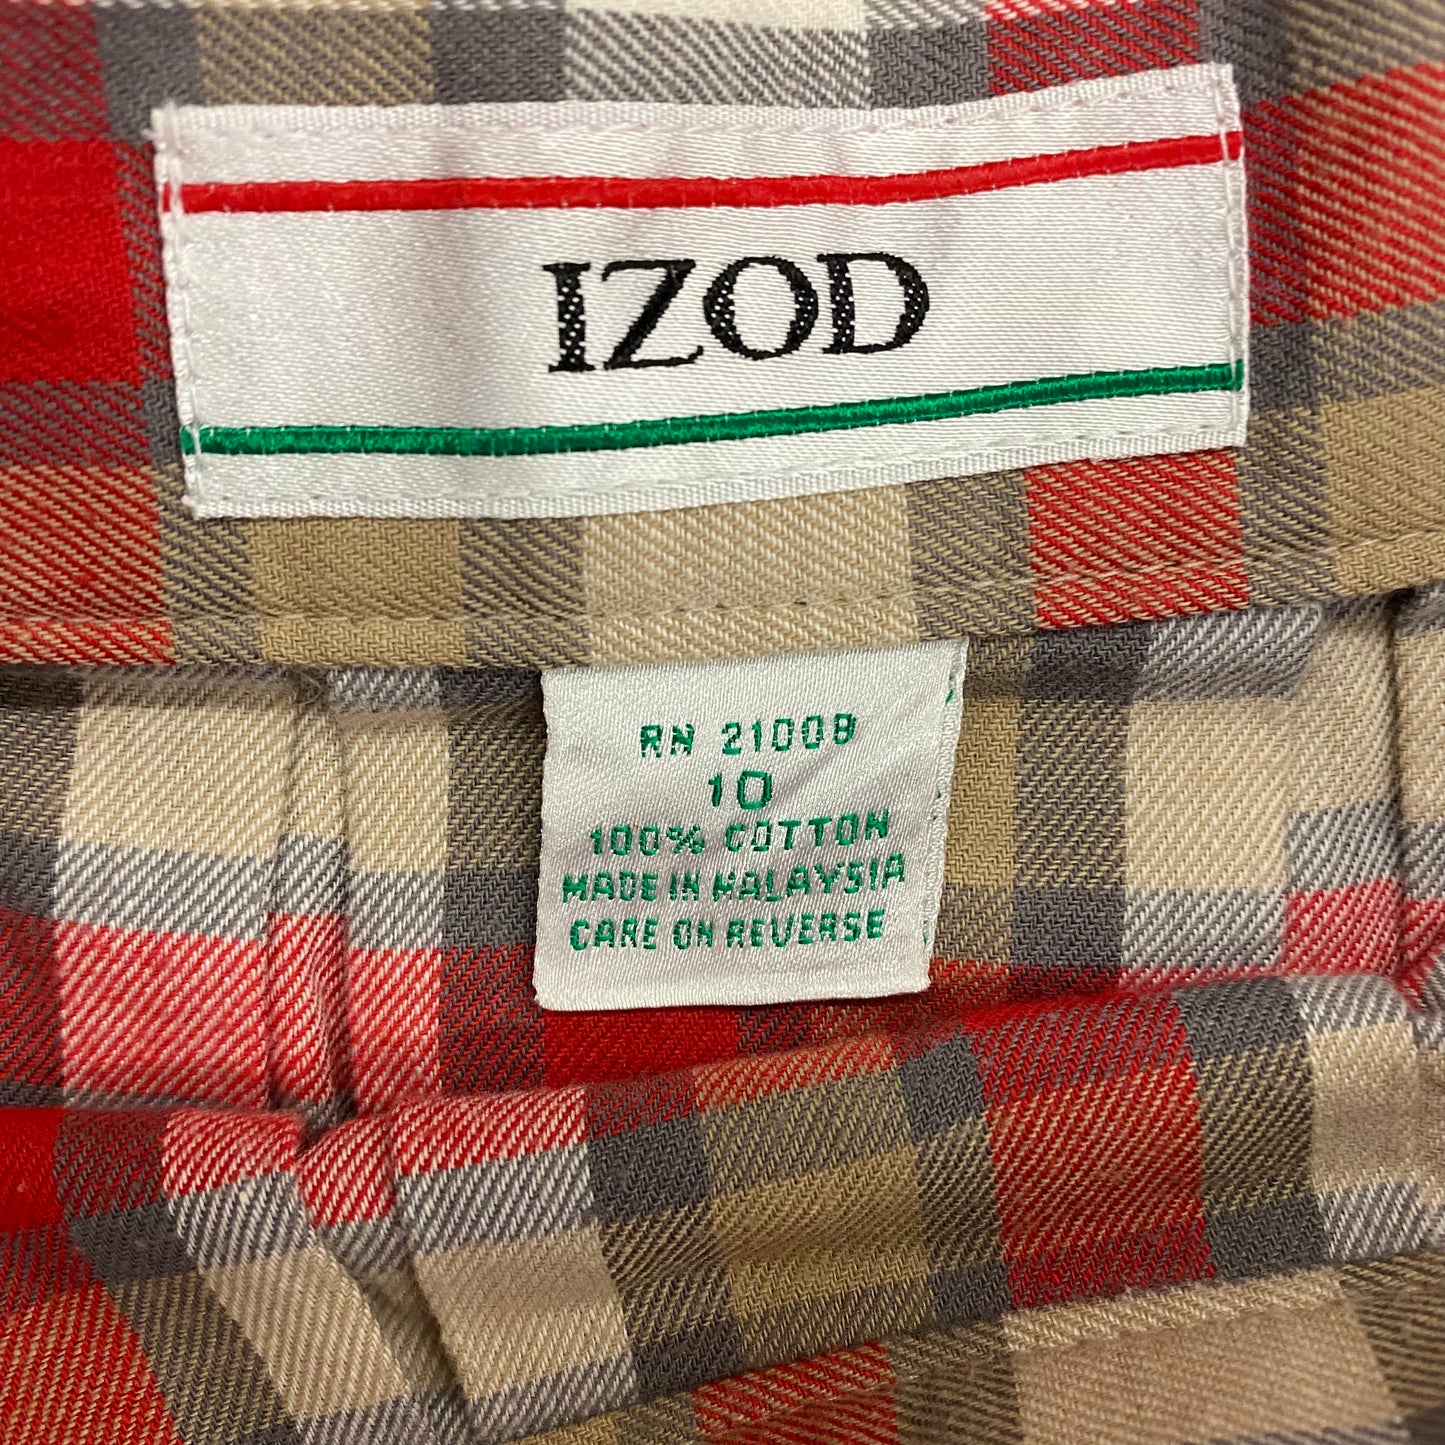 IZOD
RN 21008
10
100% COTTON
MADE IN MALAYSIA
CARE ON REVERSE